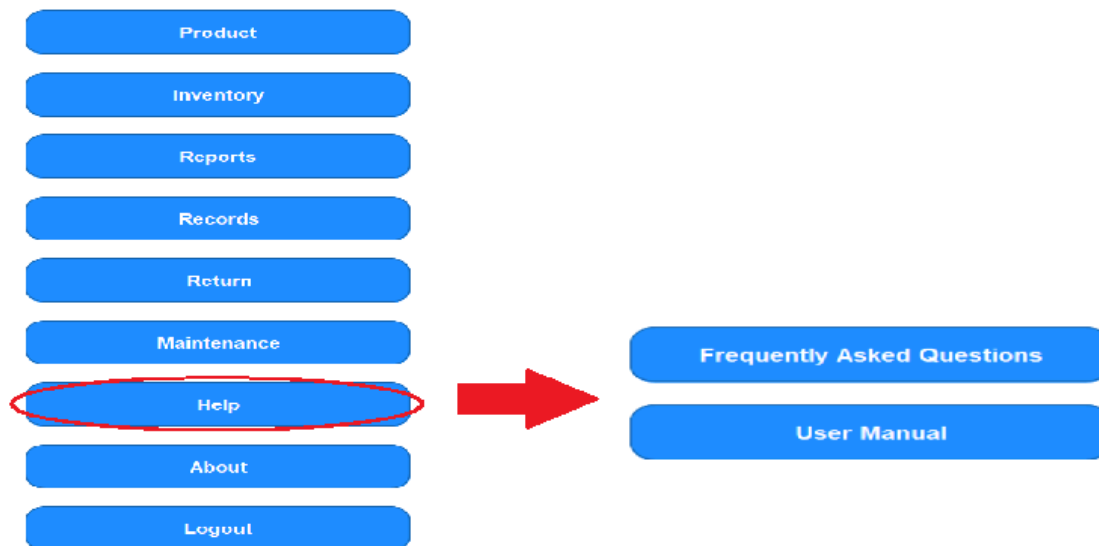 Product
Inventory
Reports
Records
Return
Maintenance
Help
About
Logout
Frequently Asked Questions
User Manual